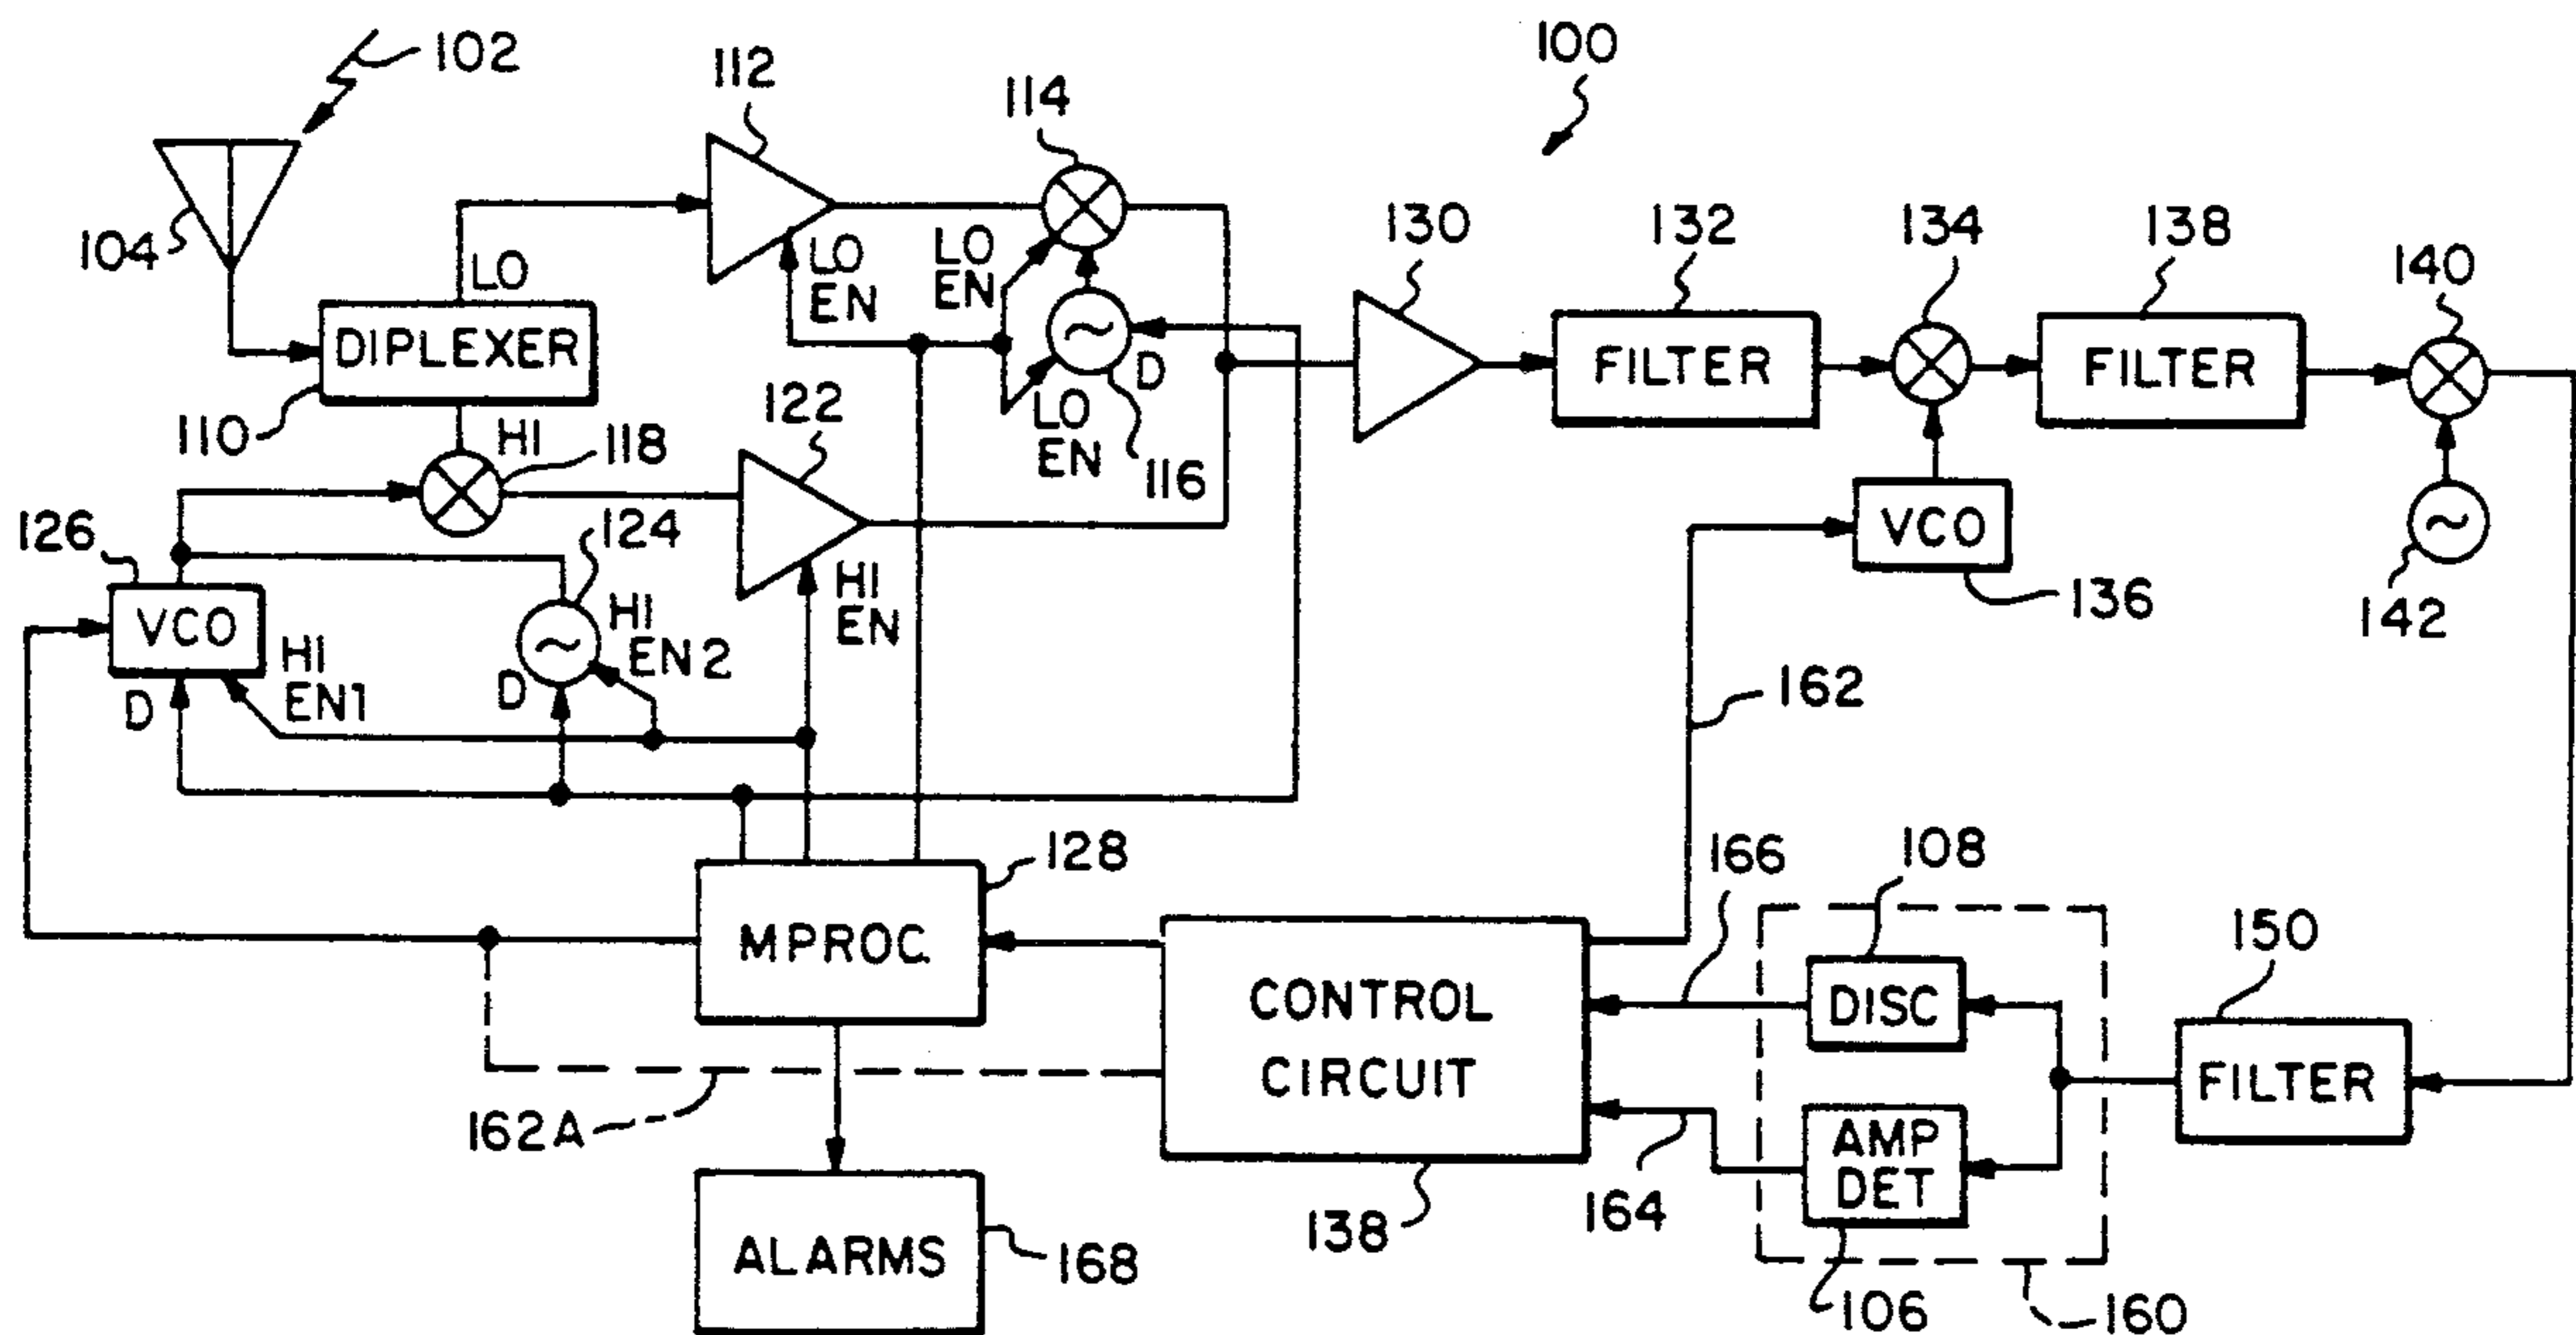 102
112
114
100
104
LO
LO
EN
LO
EN
130
132
134
138
140
DIPLEXER
FILTER
FILTER
D
LO
EN
116
110
HI
118
122
126
124
VCO
136
142
VCO
HI
EN1
D
HI
EN2
D
HI
EN
162
128
166
108
150
MPROC.
CONTROL
CIRCUIT
DISC
FILTER
162A
AMP
DET
164
138
ALARMS
168
106
160